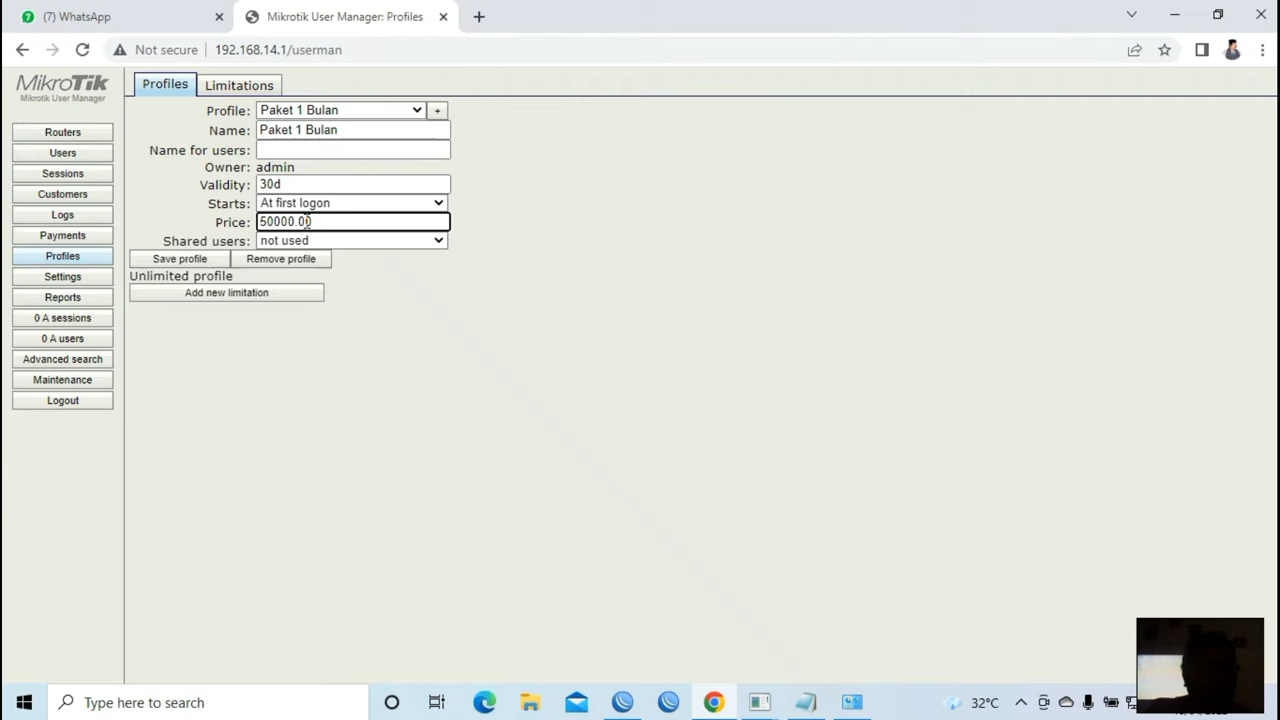 (7) WhatsApp
Mikrotik User Manager: Profiles
Not secure
192.168.14.1/userman
MikroTik
Mikrotik User Manager
Routers
Users
Sessions
Customers
Logs
Payments
Profiles
Settings
Reports
0 A sessions
0 A users
Advanced search
Maintenance
Logout
Profiles
Limitations
Profile: Paket 1 Bulan +
Name: Paket 1 Bulan
Name for users:
Owner: admin
Validity: 30d
Starts: At first logon
Price: 50000.00
Shared users: not used
Save profile
Remove profile
Unlimited profile
Add new limitation
Type here to search
32°C